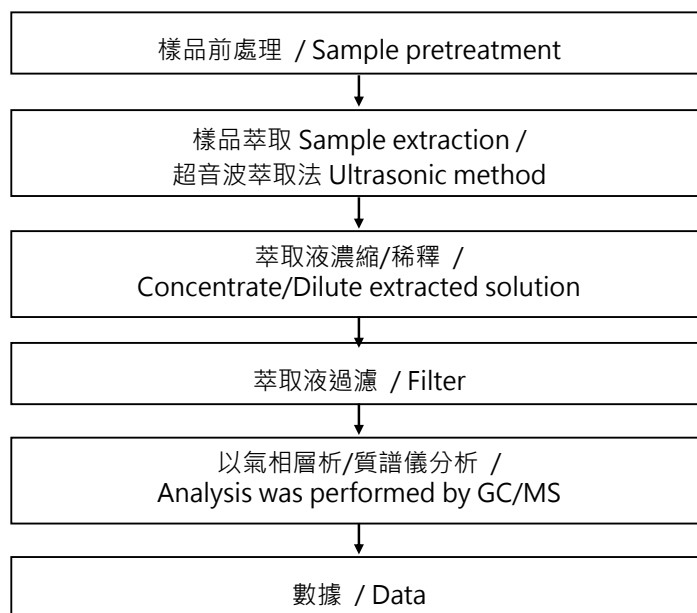 樣品前處理 / Sample pretreatment
樣品萃取 Sample extraction /
超音波萃取法 Ultrasonic method
萃取液濃縮/稀釋 /
Concentrate/Dilute extracted solution
萃取液過濾 / Filter
以氣相層析/質譜儀分析 /
Analysis was performed by GC/MS
數據 / Data